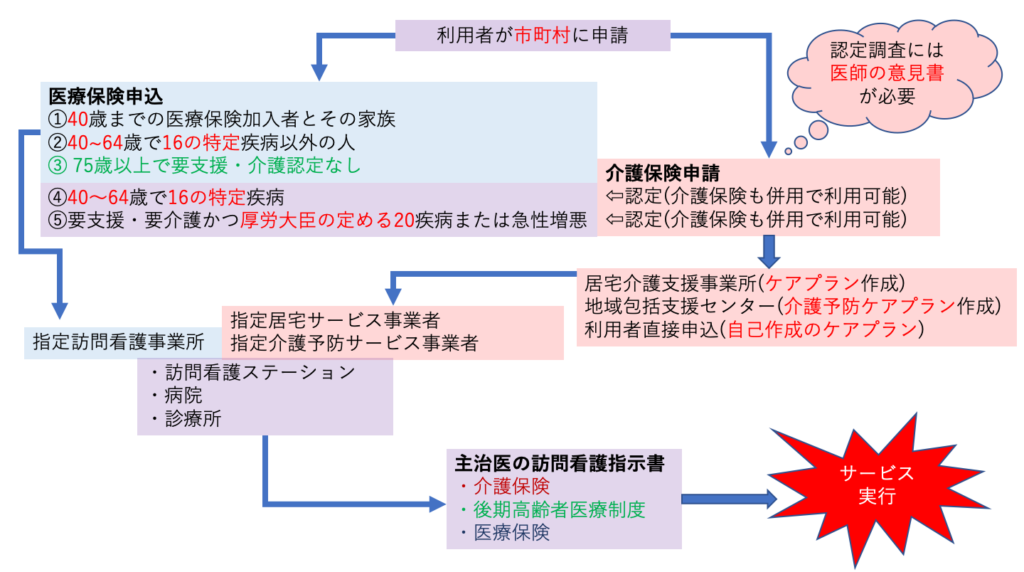 利用者が市町村に申請
認定調査には
医師の意見書
が必要
医療保険申込
①40歳までの医療保険加入者とその家族
②40~64歳で16の特定疾病以外の人
③ 75歳以上で要支援・介護認定なし
④40〜64歳で16の特定疾病
⑤要支援・要介護かつ厚労大臣の定める20疾病または急性増悪
介護保険申請
⇦認定(介護保険も併用で利用可能)
⇦認定(介護保険も併用で利用可能)
居宅介護支援事業所(ケアプラン作成)
地域包括支援センター(介護予防ケアプラン作成)
利用者直接申込(自己作成のケアプラン)
指定訪問看護事業所
指定居宅サービス事業者
指定介護予防サービス事業者
・訪問看護ステーション
・病院
・診療所
主治医の訪問看護指示書
・介護保険
・後期高齢者医療制度
・医療保険
サービス
実行